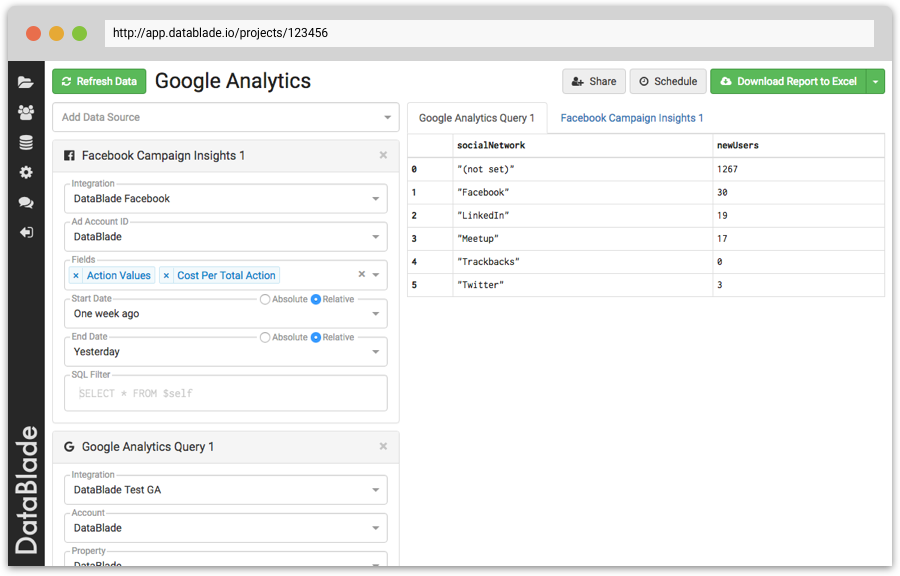 http://app.datablade.io/projects/123456
Refresh Data
Google Analytics
Share
Schedule
Download Report to Excel
Add Data Source
Facebook Campaign Insights 1
×
Integration
DataBlade Facebook
Ad Account ID
DataBlade
Fields
× Action Values × Cost Per Total Action ×
Start Date Absolute Relative
One week ago
End Date Absolute Relative
Yesterday
SQL Filter
SELECT * FROM $self
Google Analytics Query 1
×
Integration
DataBlade Test GA
Account
DataBlade
Property
DataBlade
Google Analytics Query 1 Facebook Campaign Insights 1
socialNetwork newUsers
0 "(not set)" 1267
1 "Facebook" 30
2 "LinkedIn" 19
3 "Meetup" 17
4 "Trackbacks" 0
5 "Twitter" 3
DataBlade